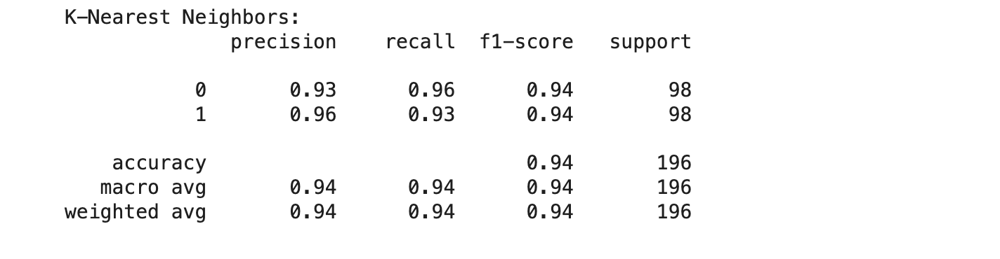 K-Nearest Neighbors:
precision recall f1-score support
0 0.93 0.96 0.94 98
1 0.96 0.93 0.94 98
accuracy 0.94 196
macro avg 0.94 0.94 0.94 196
weighted avg 0.94 0.94 0.94 196